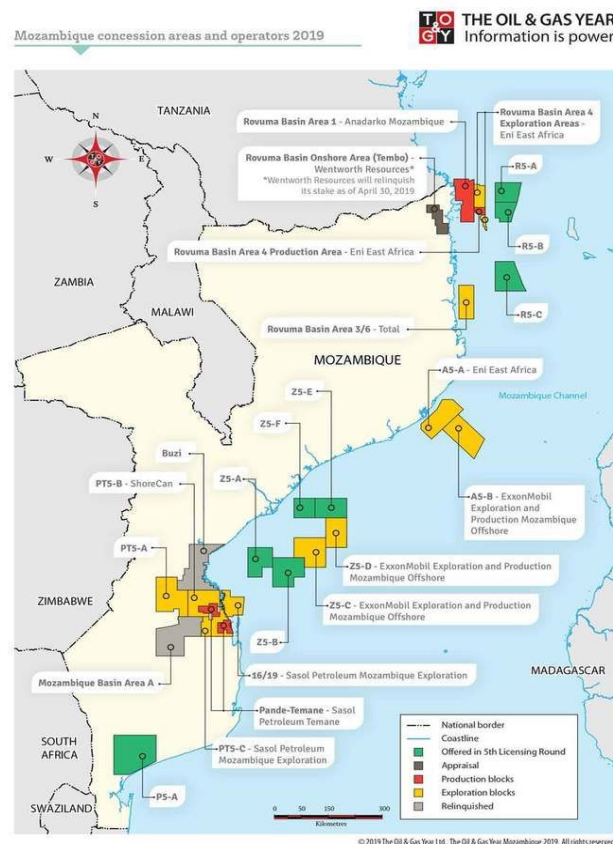 Mozambique concession areas and operators 2019
T O
G Y
THE OIL & GAS YEAR
Information is power
TANZANIA
N
W
E
S
Rovuma Basin Area 1 - Anadarko Mozambique
Rovuma Basin Area 4
Exploration Areas -
Eni East Africa
Rovuma Basin Onshore Area (Tembo) -
Wentworth Resources*
*Wentworth Resources will relinquish
its stake as of April 30, 2019
R5-A
R5-B
Rovuma Basin Area 4 Production Area - Eni East Africa
ZAMBIA
MALAWI
R5-C
Rovuma Basin Area 3/6 - Total
MOZAMBIQUE
A5-A - Eni East Africa
Z5-E
Mozambique Channel
Z5-F
Buzi
Z5-A
PT5-B - ShoreCan
A5-B - ExxonMobil
Exploration and
Production Mozambique
Offshore
PT5-A
Z5-D - ExxonMobil Exploration and Production
Mozambique Offshore
ZIMBABWE
Z5-C - ExxonMobil Exploration and Production
Mozambique Offshore
Z5-B
MADAGASCAR
Mozambique Basin Area A
16/19 - Sasol Petroleum Mozambique Exploration
Pande-Temane - Sasol
Petroleum Temane
SOUTH
AFRICA
PT5-C - Sasol Petroleum
Mozambique Exploration
P5-A
SWAZILAND
National border
Coastline
Offered in 5th Licensing Round
Appraisal
Production blocks
Exploration blocks
Relinquished
0 150 300
Kilometres
© 2019 The Oil & Gas Year Ltd. The Oil & Gas Year Mozambique 2019. All rights reserved